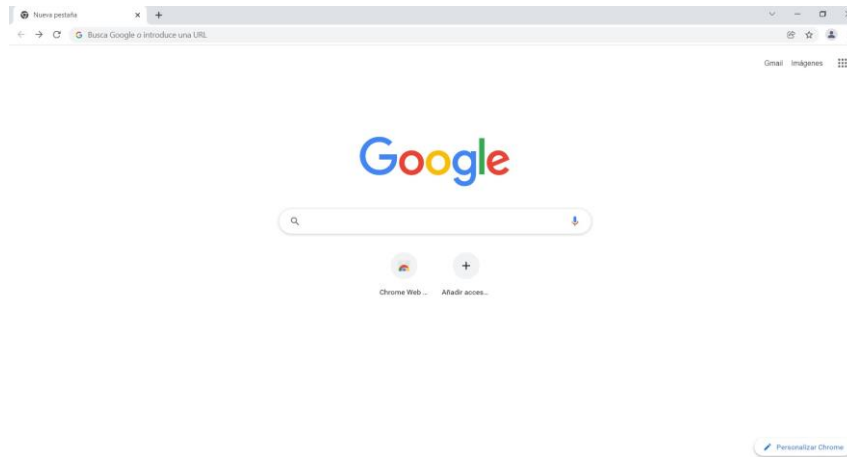 Nueva pestaña
Busca Google o introduce una URL
Gmail Imágenes
Google
Chrome Web ... Añadir acces...
Personalizar Chrome